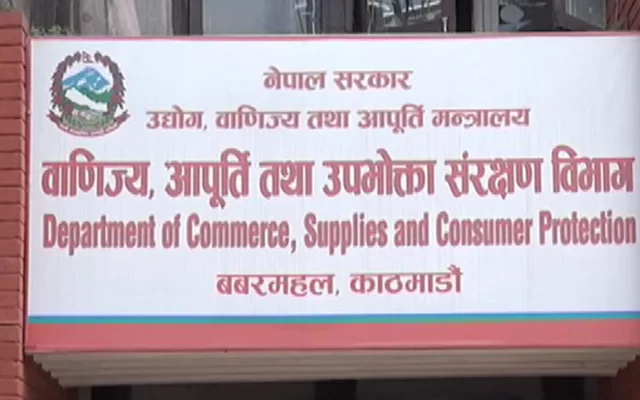 नेपाल सरकार
उद्योग, वाणिज्य तथा आपूर्ति मन्त्रालय
वाणिज्य, आपूर्ति तथा उपभोक्ता संरक्षण विभाग
Department of Commerce, Supplies and Consumer Protection
बबरमहल, काठमाडौं